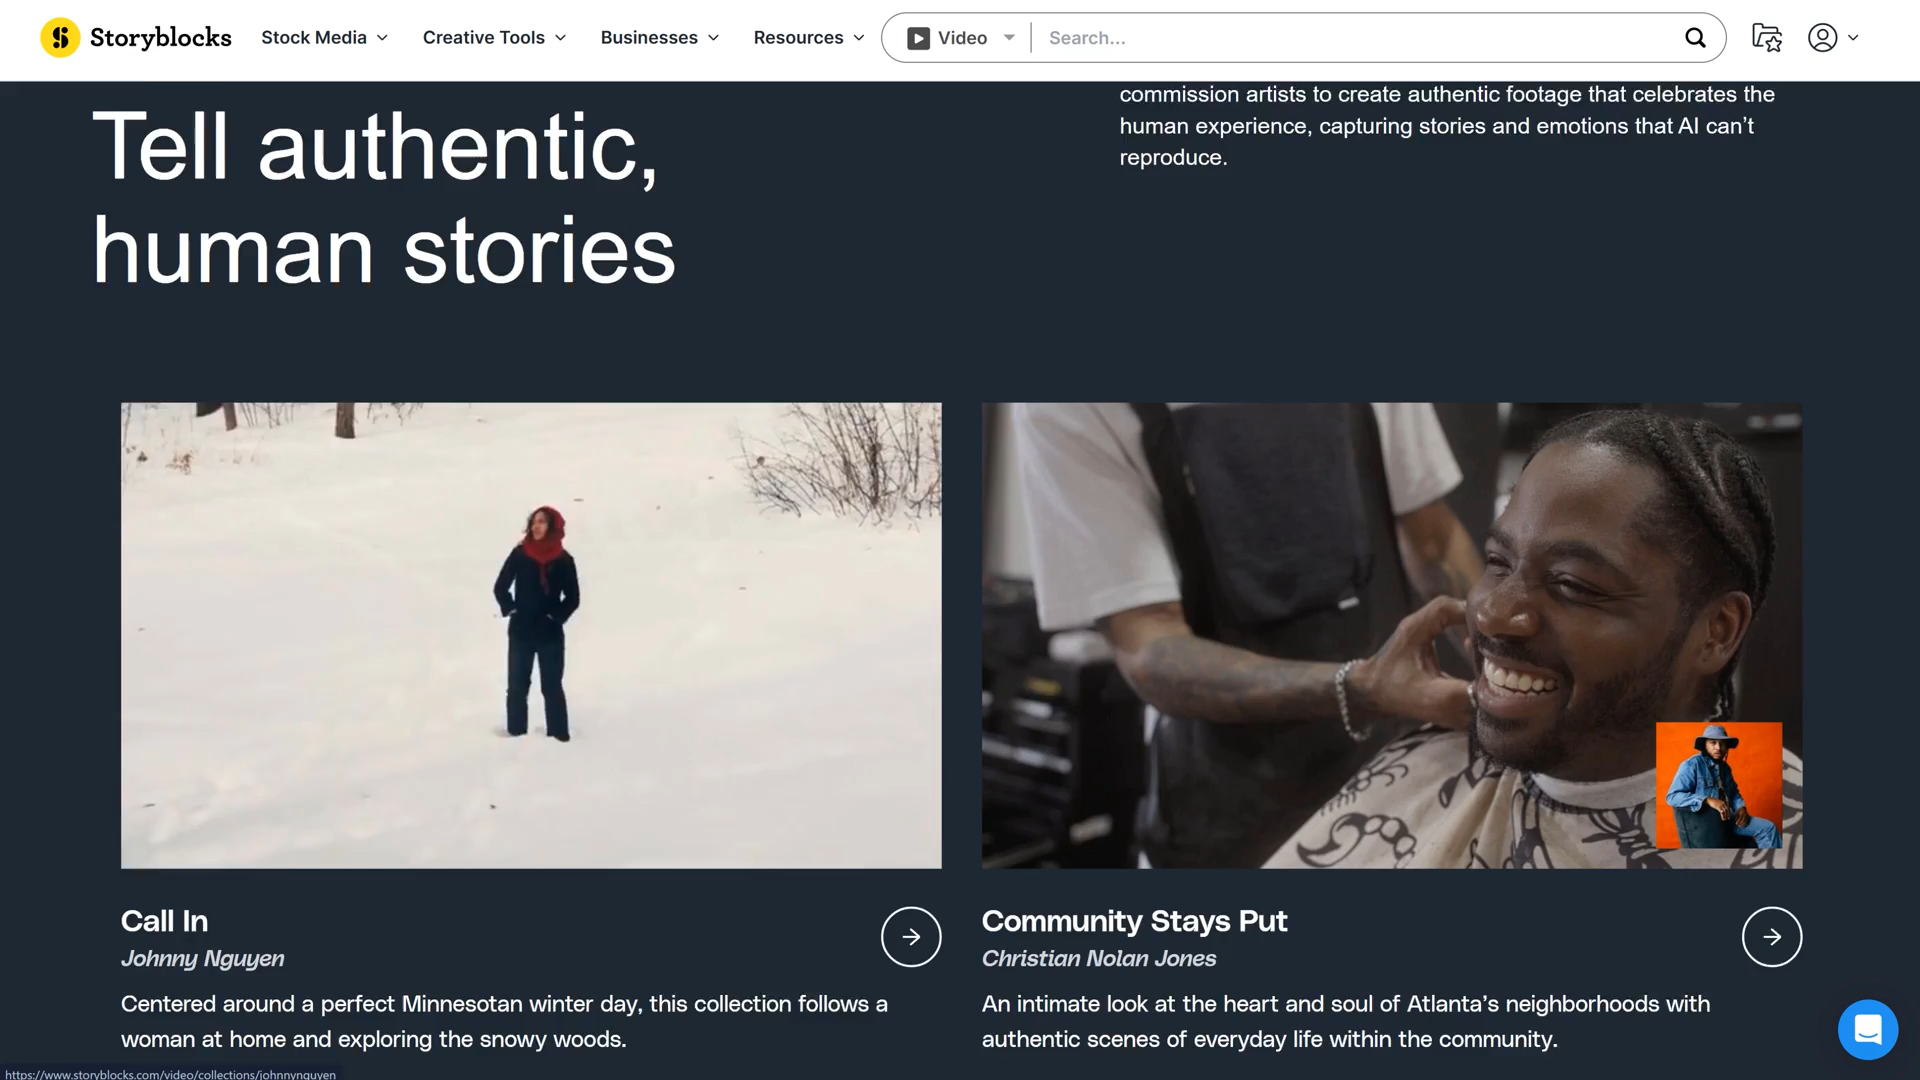 Storyblocks
Stock Media
Creative Tools
Businesses
Resources
Video
Search...
Tell authentic,
human stories
commission artists to create authentic footage that celebrates the
human experience, capturing stories and emotions that AI can’t
reproduce.
Call In
Johnny Nguyen
Centered around a perfect Minnesotan winter day, this collection follows a
woman at home and exploring the snowy woods.
Community Stays Put
Christian Nolan Jones
An intimate look at the heart and soul of Atlanta’s neighborhoods with
authentic scenes of everyday life within the community.
https://www.storyblocks.com/video/collections/johnnynguyen